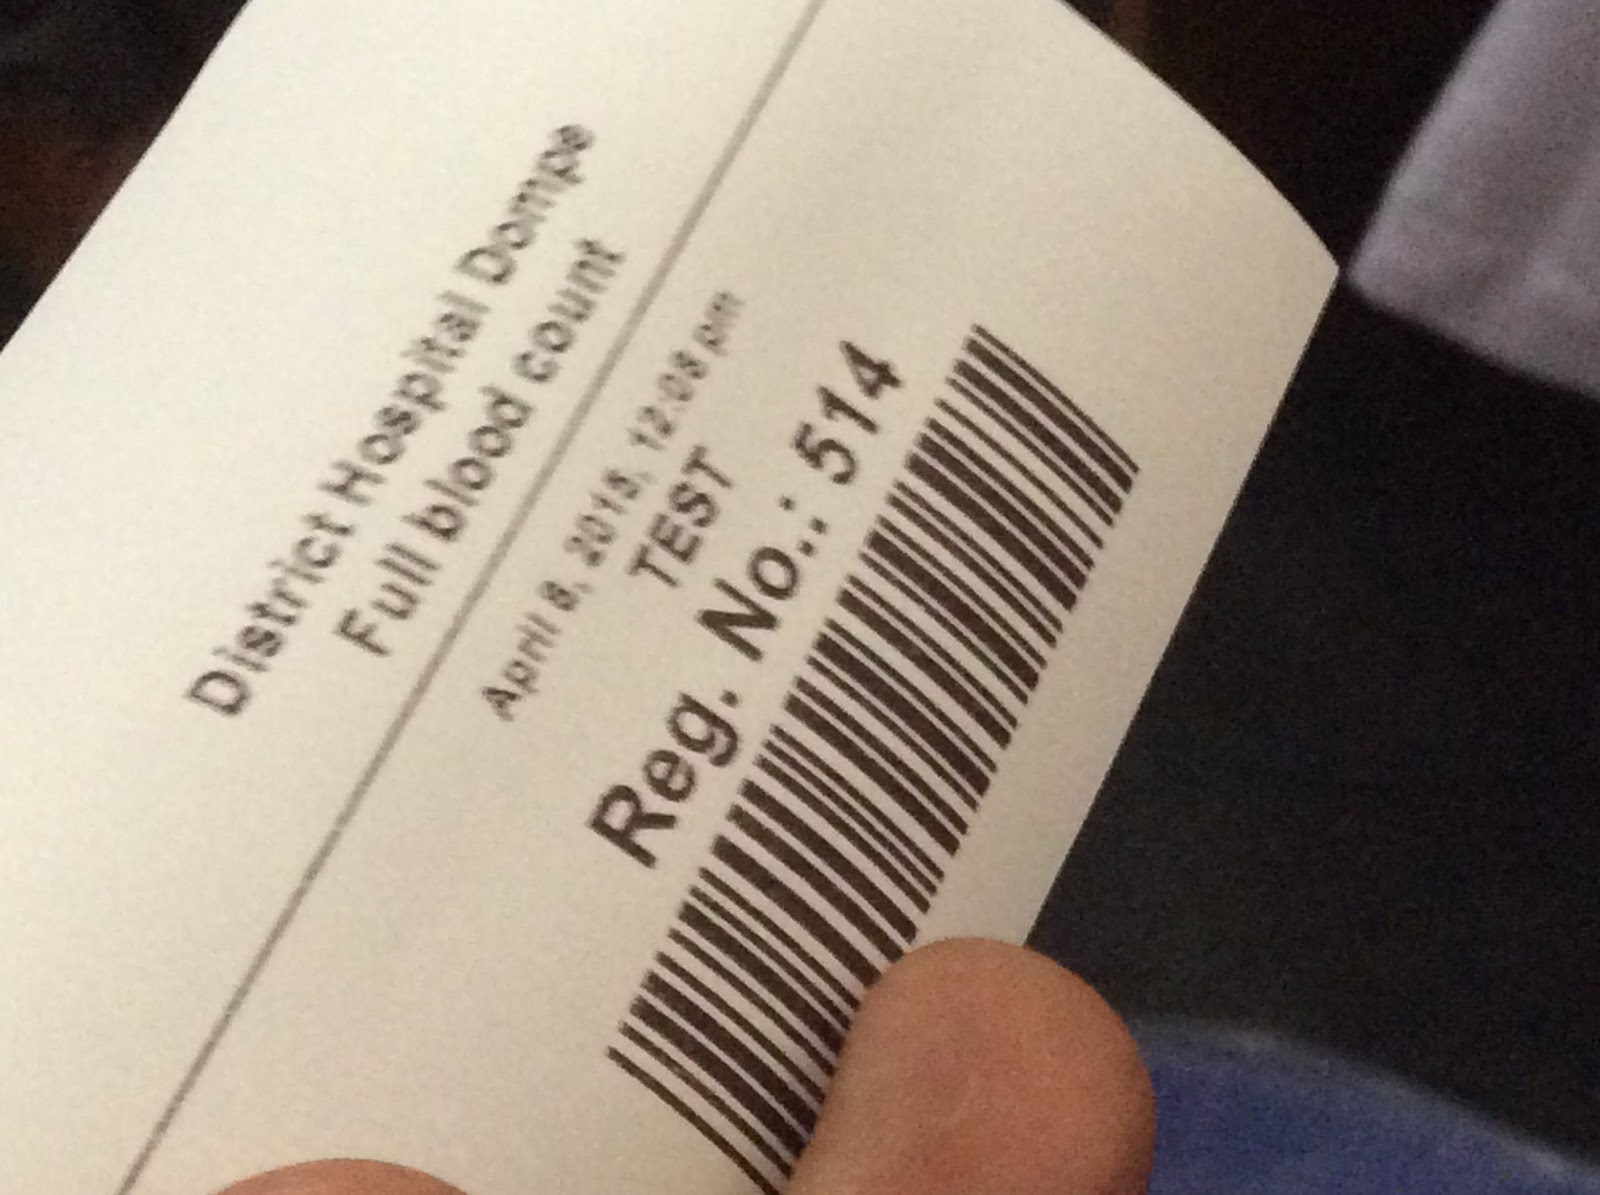 District Hospital Dompe
Full blood count
April 8, 2015, 12:08 pm
TEST
Reg. No.: 514